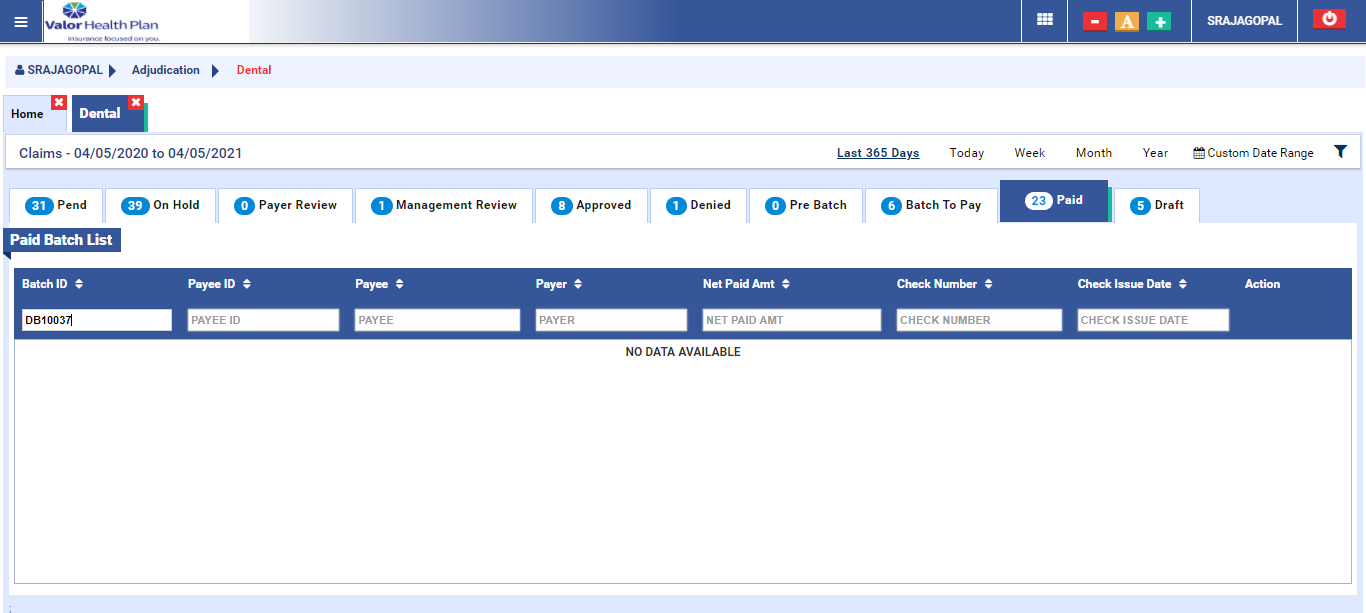 Valor Health Plan
Insurance focused on you.
A
SRAJAGOPAL
SRAJAGOPAL Adjudication Dental
Home Dental
Claims - 04/05/2020 to 04/05/2021 Last 365 Days Today Week Month Year Custom Date Range
31 Pend 39 On Hold 0 Payer Review 1 Management Review 8 Approved 1 Denied 0 Pre Batch 6 Batch To Pay 23 Paid 5 Draft
Paid Batch List
Batch ID Payee ID Payee Payer Net Paid Amt Check Number Check Issue Date Action
DB10037 PAYEE ID PAYEE PAYER NET PAID AMT CHECK NUMBER CHECK ISSUE DATE
NO DATA AVAILABLE